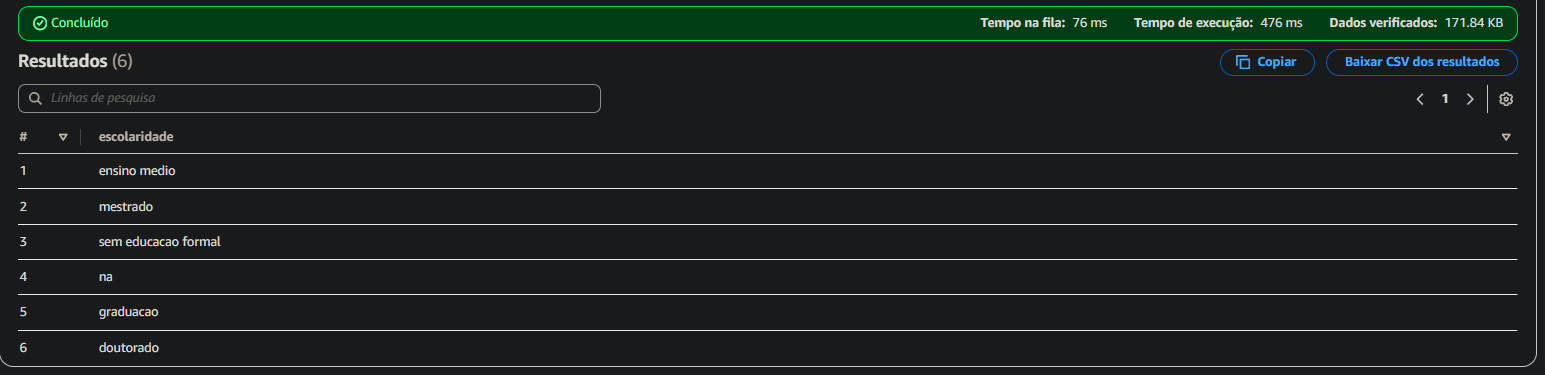 Concluído Tempo na fila: 76 ms Tempo de execução: 476 ms Dados verificados: 171.84 KB
Resultados (6) Copiar Baixar CSV dos resultados
Linhas de pesquisa 1
# escolaridade
1 ensino medio
2 mestrado
3 sem educacao formal
4 na
5 graduacao
6 doutorado